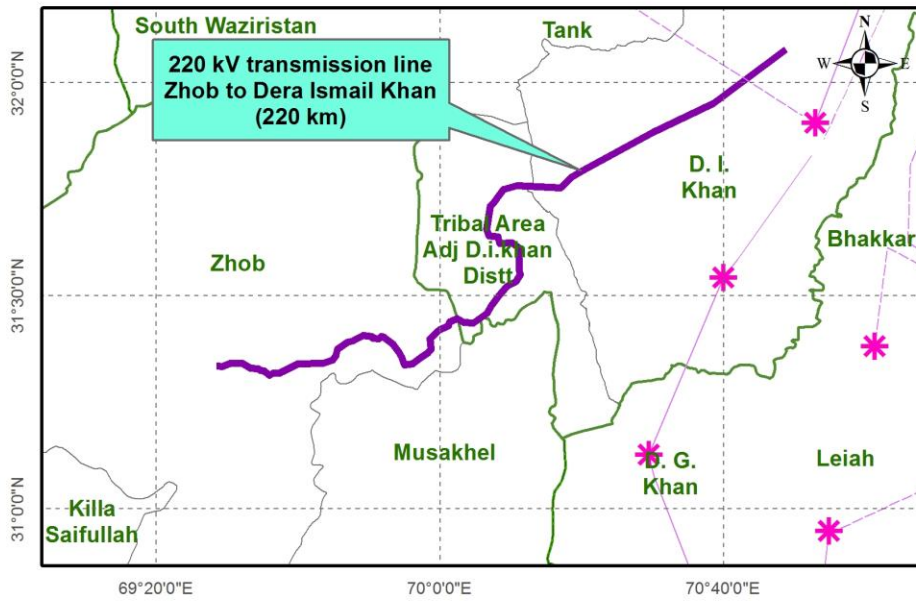 South Waziristan
Tank
220 kV transmission line
Zhob to Dera Ismail Khan
(220 km)
N
W
E
S
32°0'0"N
D. I.
Khan
Tribal Area
Adj D.i.khan
Distt
Bhakkar
Zhob
31°30'0"N
Musakhel
D. G.
Khan
Leiah
Killa
Saifullah
31°0'0"N
69°20'0"E
70°0'0"E
70°40'0"E